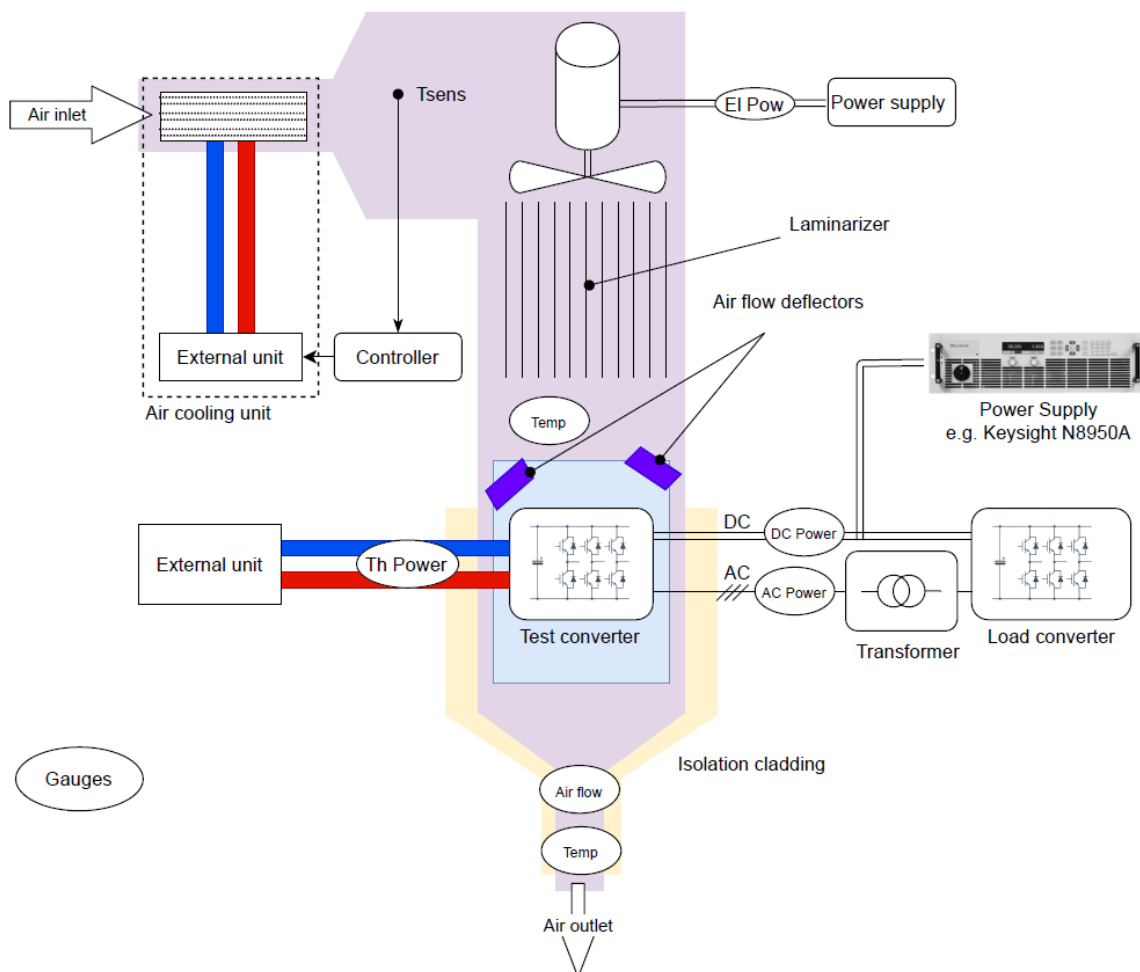 Air inlet
Tsens
El Pow
Power supply
Laminarizer
Air flow deflectors
External unit
Controller
Air cooling unit
Temp
Power Supply
e.g. Keysight N8950A
External unit
Th Power
DC
DC Power
AC
AC Power
Test converter
Transformer
Load converter
Gauges
Isolation cladding
Air flow
Temp
Air outlet